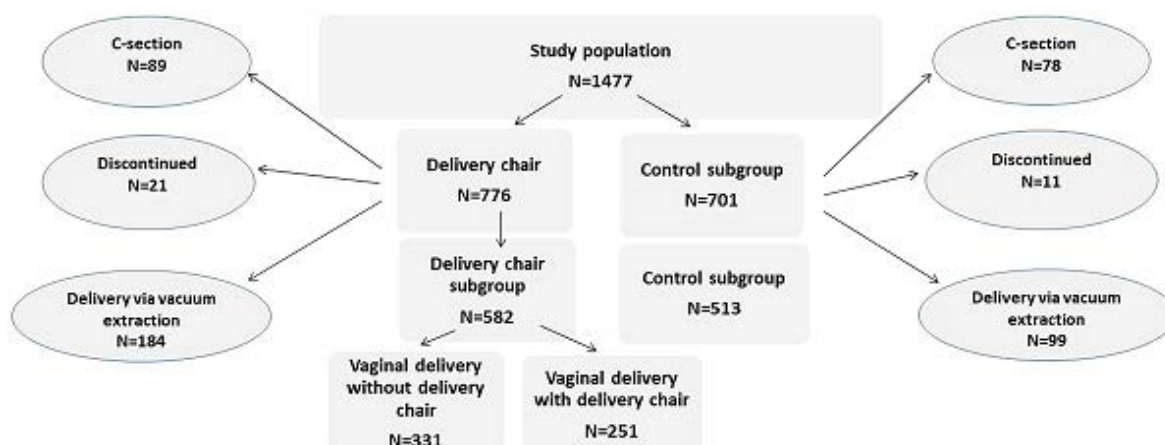 Study population
N=1477
C-section
N=89
C-section
N=78
Discontinued
N=21
Delivery chair
N=776
Control subgroup
N=701
Discontinued
N=11
Delivery via vacuum
extraction
N=184
Delivery chair
subgroup
N=582
Control subgroup
N=513
Delivery via vacuum
extraction
N=99
Vaginal delivery
without delivery
chair
N=331
Vaginal delivery
with delivery chair
N=251